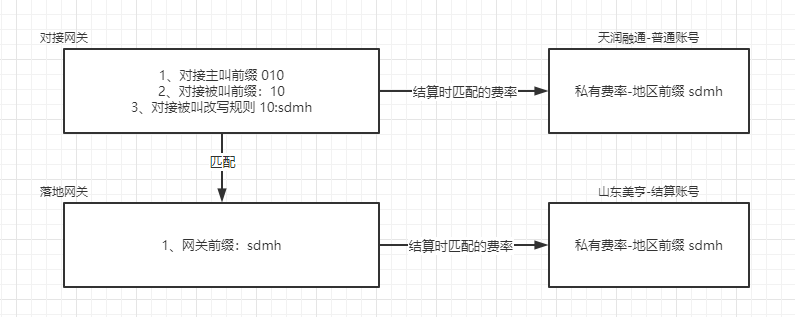 对接网关
天润融通-普通账号
1、对接主叫前缀 010
2、对接被叫前缀：10
3、对接被叫改写规则 10:sdmh
结算时匹配的费率
私有费率-地区前缀 sdmh
匹配
落地网关
山东美亨-结算账号
1、网关前缀：sdmh
结算时匹配的费率
私有费率-地区前缀 sdmh